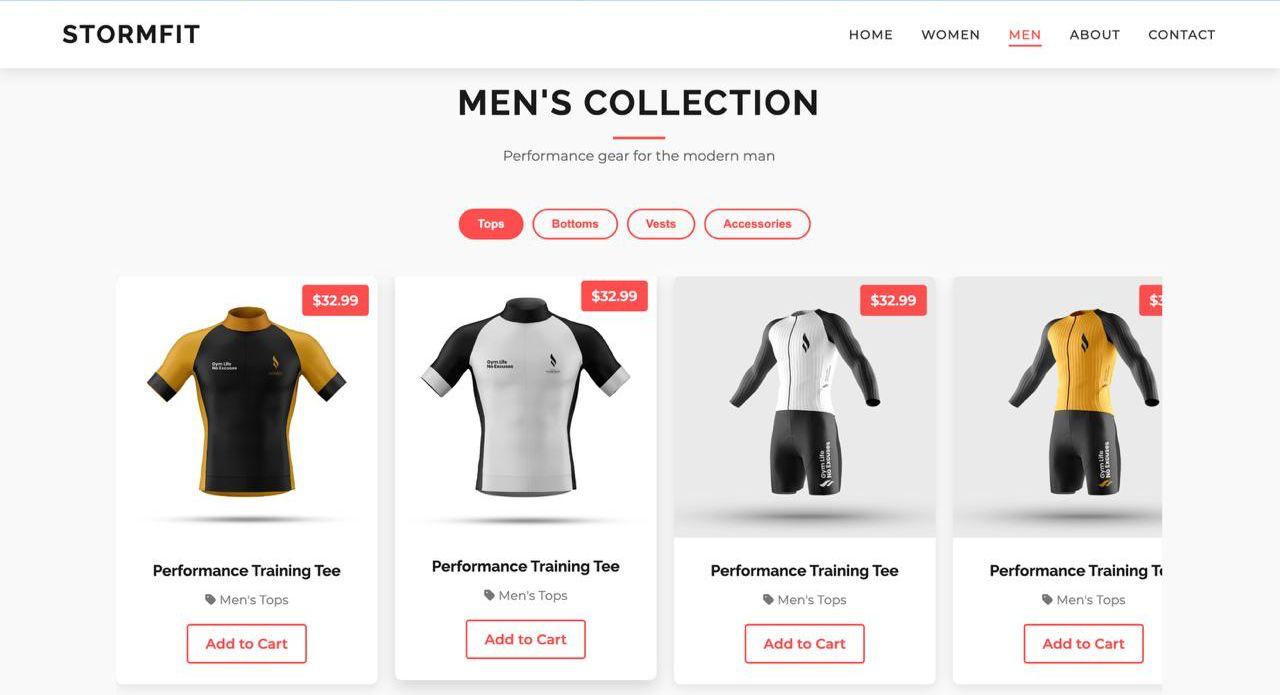 STORMFIT
HOME WOMEN MEN ABOUT CONTACT
MEN'S COLLECTION
Performance gear for the modern man
Tops Bottoms Vests Accessories
$32.99
Gym Life
No Excuses
Performance Training Tee
Men's Tops
Add to Cart
$32.99
Gym Life
No Excuses
Performance Training Tee
Men's Tops
Add to Cart
$32.99
Gym Life
No Excuses
Performance Training Tee
Men's Tops
Add to Cart
$3
Gym Life
No Excuses
Performance Training Te
Men's Tops
Add to Cart